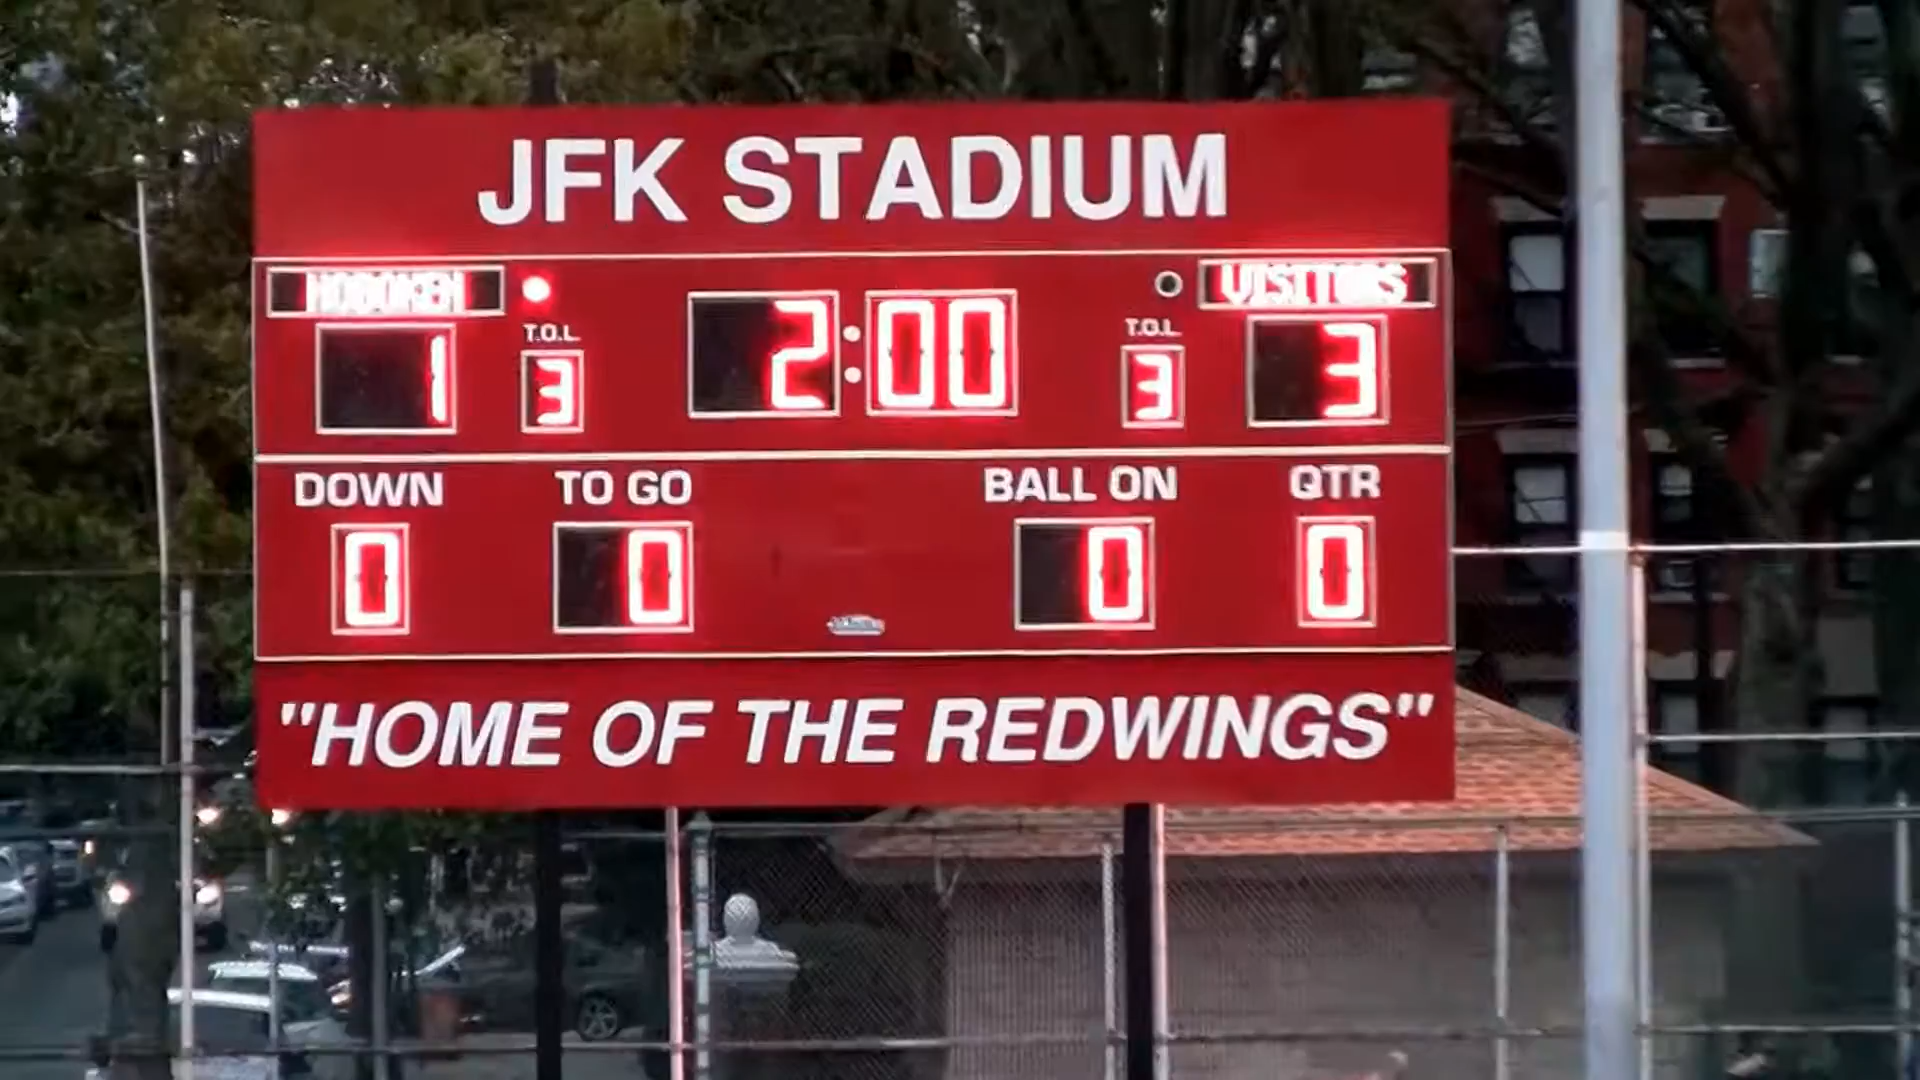 JFK STADIUM
HOBOKEN VISITORS
T.O.L. T.O.L.
1 3 2:00 3 3
DOWN TO GO BALL ON QTR
0 0 0 0
"HOME OF THE REDWINGS"